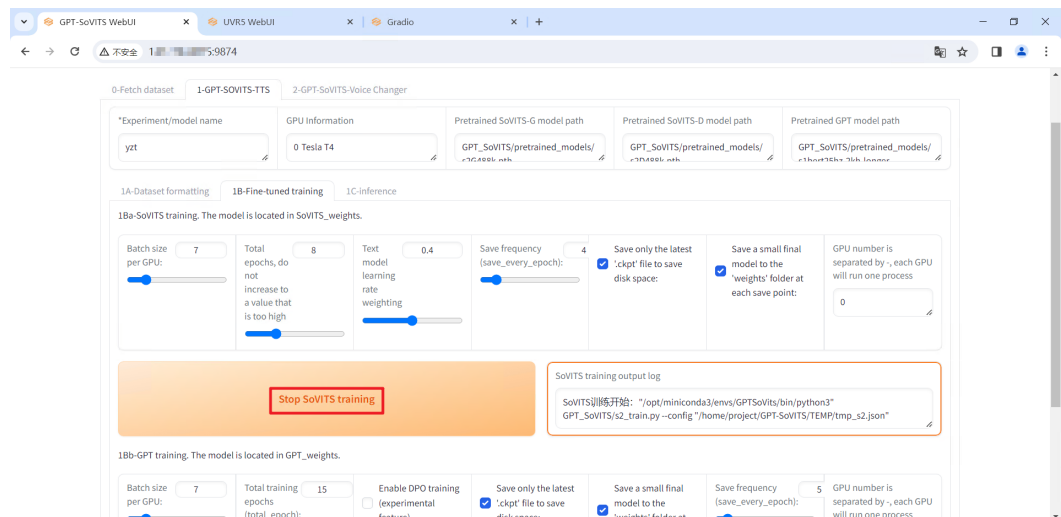 GPT-SoVITS WebUI
UVR5 WebUI
Gradio
不安全
:9874
0-Fetch dataset
1-GPT-SOVITS-TTS
2-GPT-SoVITS-Voice Changer
*Experiment/model name
yzt
GPU Information
0 Tesla T4
Pretrained SoVITS-G model path
GPT_SoVITS/pretrained_models/
s2G488k.pth
Pretrained SoVITS-D model path
GPT_SoVITS/pretrained_models/
s2D488k.pth
Pretrained GPT model path
GPT_SoVITS/pretrained_models/
s1bert25hz-2kh-longer
1A-Dataset formatting
1B-Fine-tuned training
1C-inference
1Ba-SoVITS training. The model is located in SoVITS_weights.
Batch size
per GPU:
7
Total
epochs, do
not
increase to
a value that
is too high
8
Text
model
learning
rate
weighting
0.4
Save frequency
(save_every_epoch):
4
Save only the latest
'.ckpt' file to save
disk space:
Save a small final
model to the
'weights' folder at
each save point:
GPU number is
separated by -, each GPU
will run one process
0
Stop SoVITS training
SoVITS training output log
SoVITS训练开始："/opt/miniconda3/envs/GPTSoVits/bin/python3"
GPT_SoVITS/s2_train.py --config "/home/project/GPT-SoVITS/TEMP/tmp_s2.json"
1Bb-GPT training. The model is located in GPT_weights.
Batch size
per GPU:
7
Total training
epochs
(total_epoch):
15
Enable DPO training
(experimental
feature)
Save only the latest
'.ckpt' file to save
disk space:
Save a small final
model to the
'weights' folder at
Save frequency
(save_every_epoch):
5
GPU number is
separated by -, each GPU
will run one process